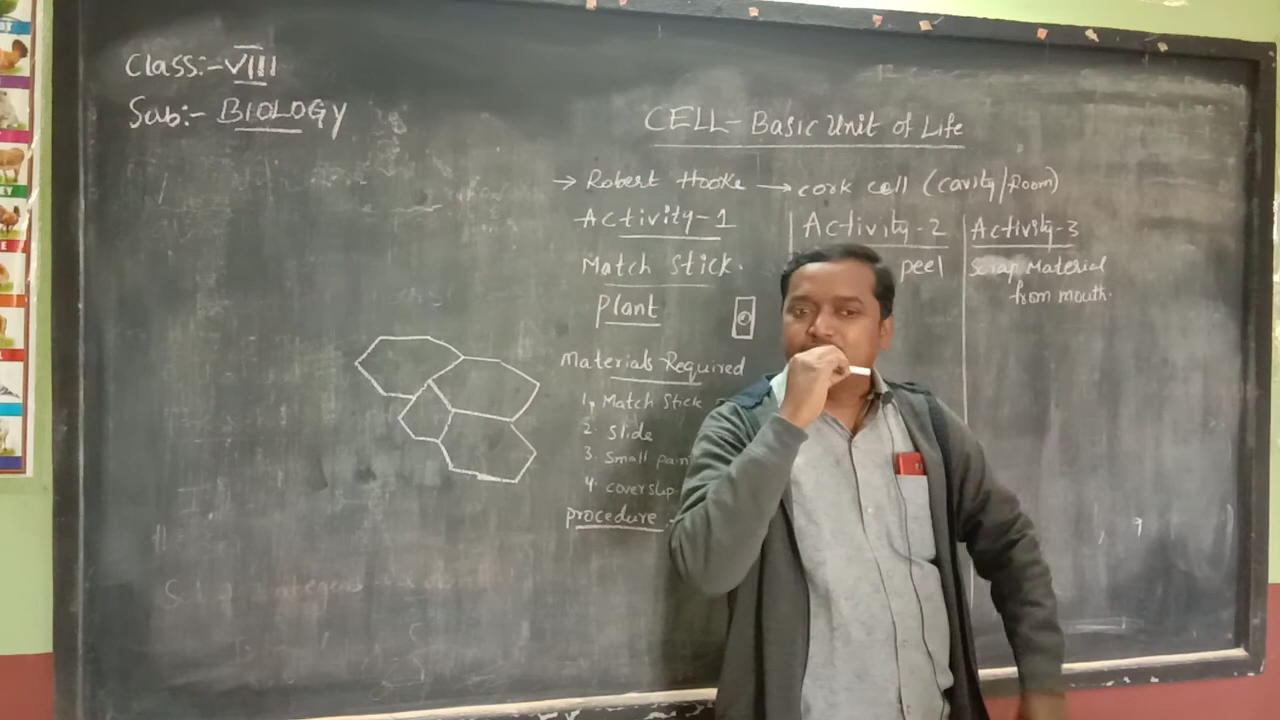 Class:- VIII
Sub:- BIOLOGY
CELL - Basic Unit of Life
→ Robert Hooke → cork cell (cavity/Room)
Activity-1
Match Stick.
Plant
Materials Required
1, Match Stick
2. Slide
3. Small
4. coverslip
procedure
Activity-2
peel
Activity-3
Scrap Material
from mouth.